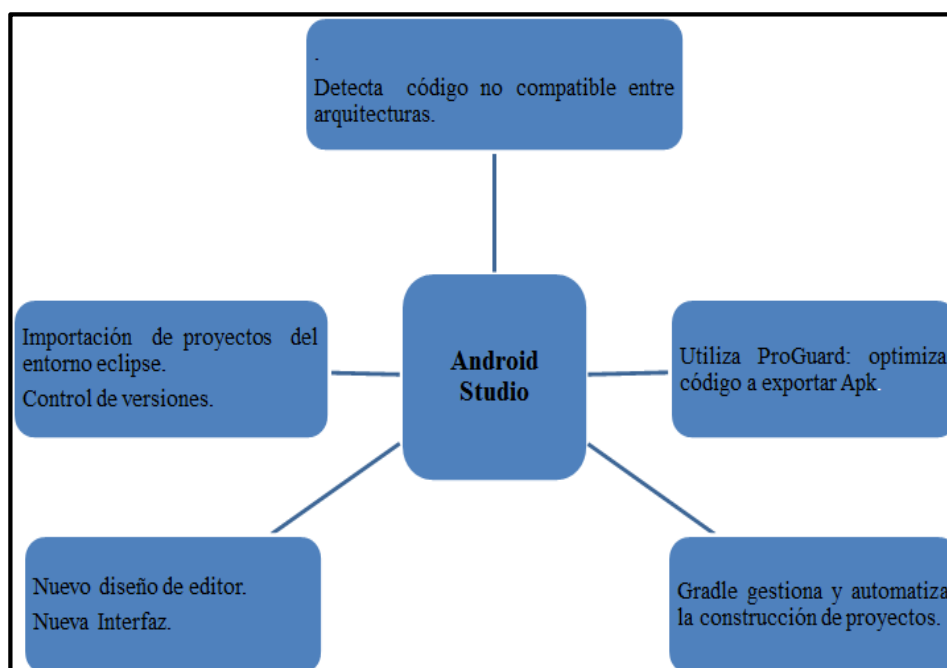 .
Detecta código no compatible entre
arquitecturas.
Importación de proyectos del
entorno eclipse.
Control de versiones.
Android
Studio
Utiliza ProGuard: optimiza
código a exportar Apk.
Nuevo diseño de editor.
Nueva Interfaz.
Gradle gestiona y automatiza
la construcción de proyectos.